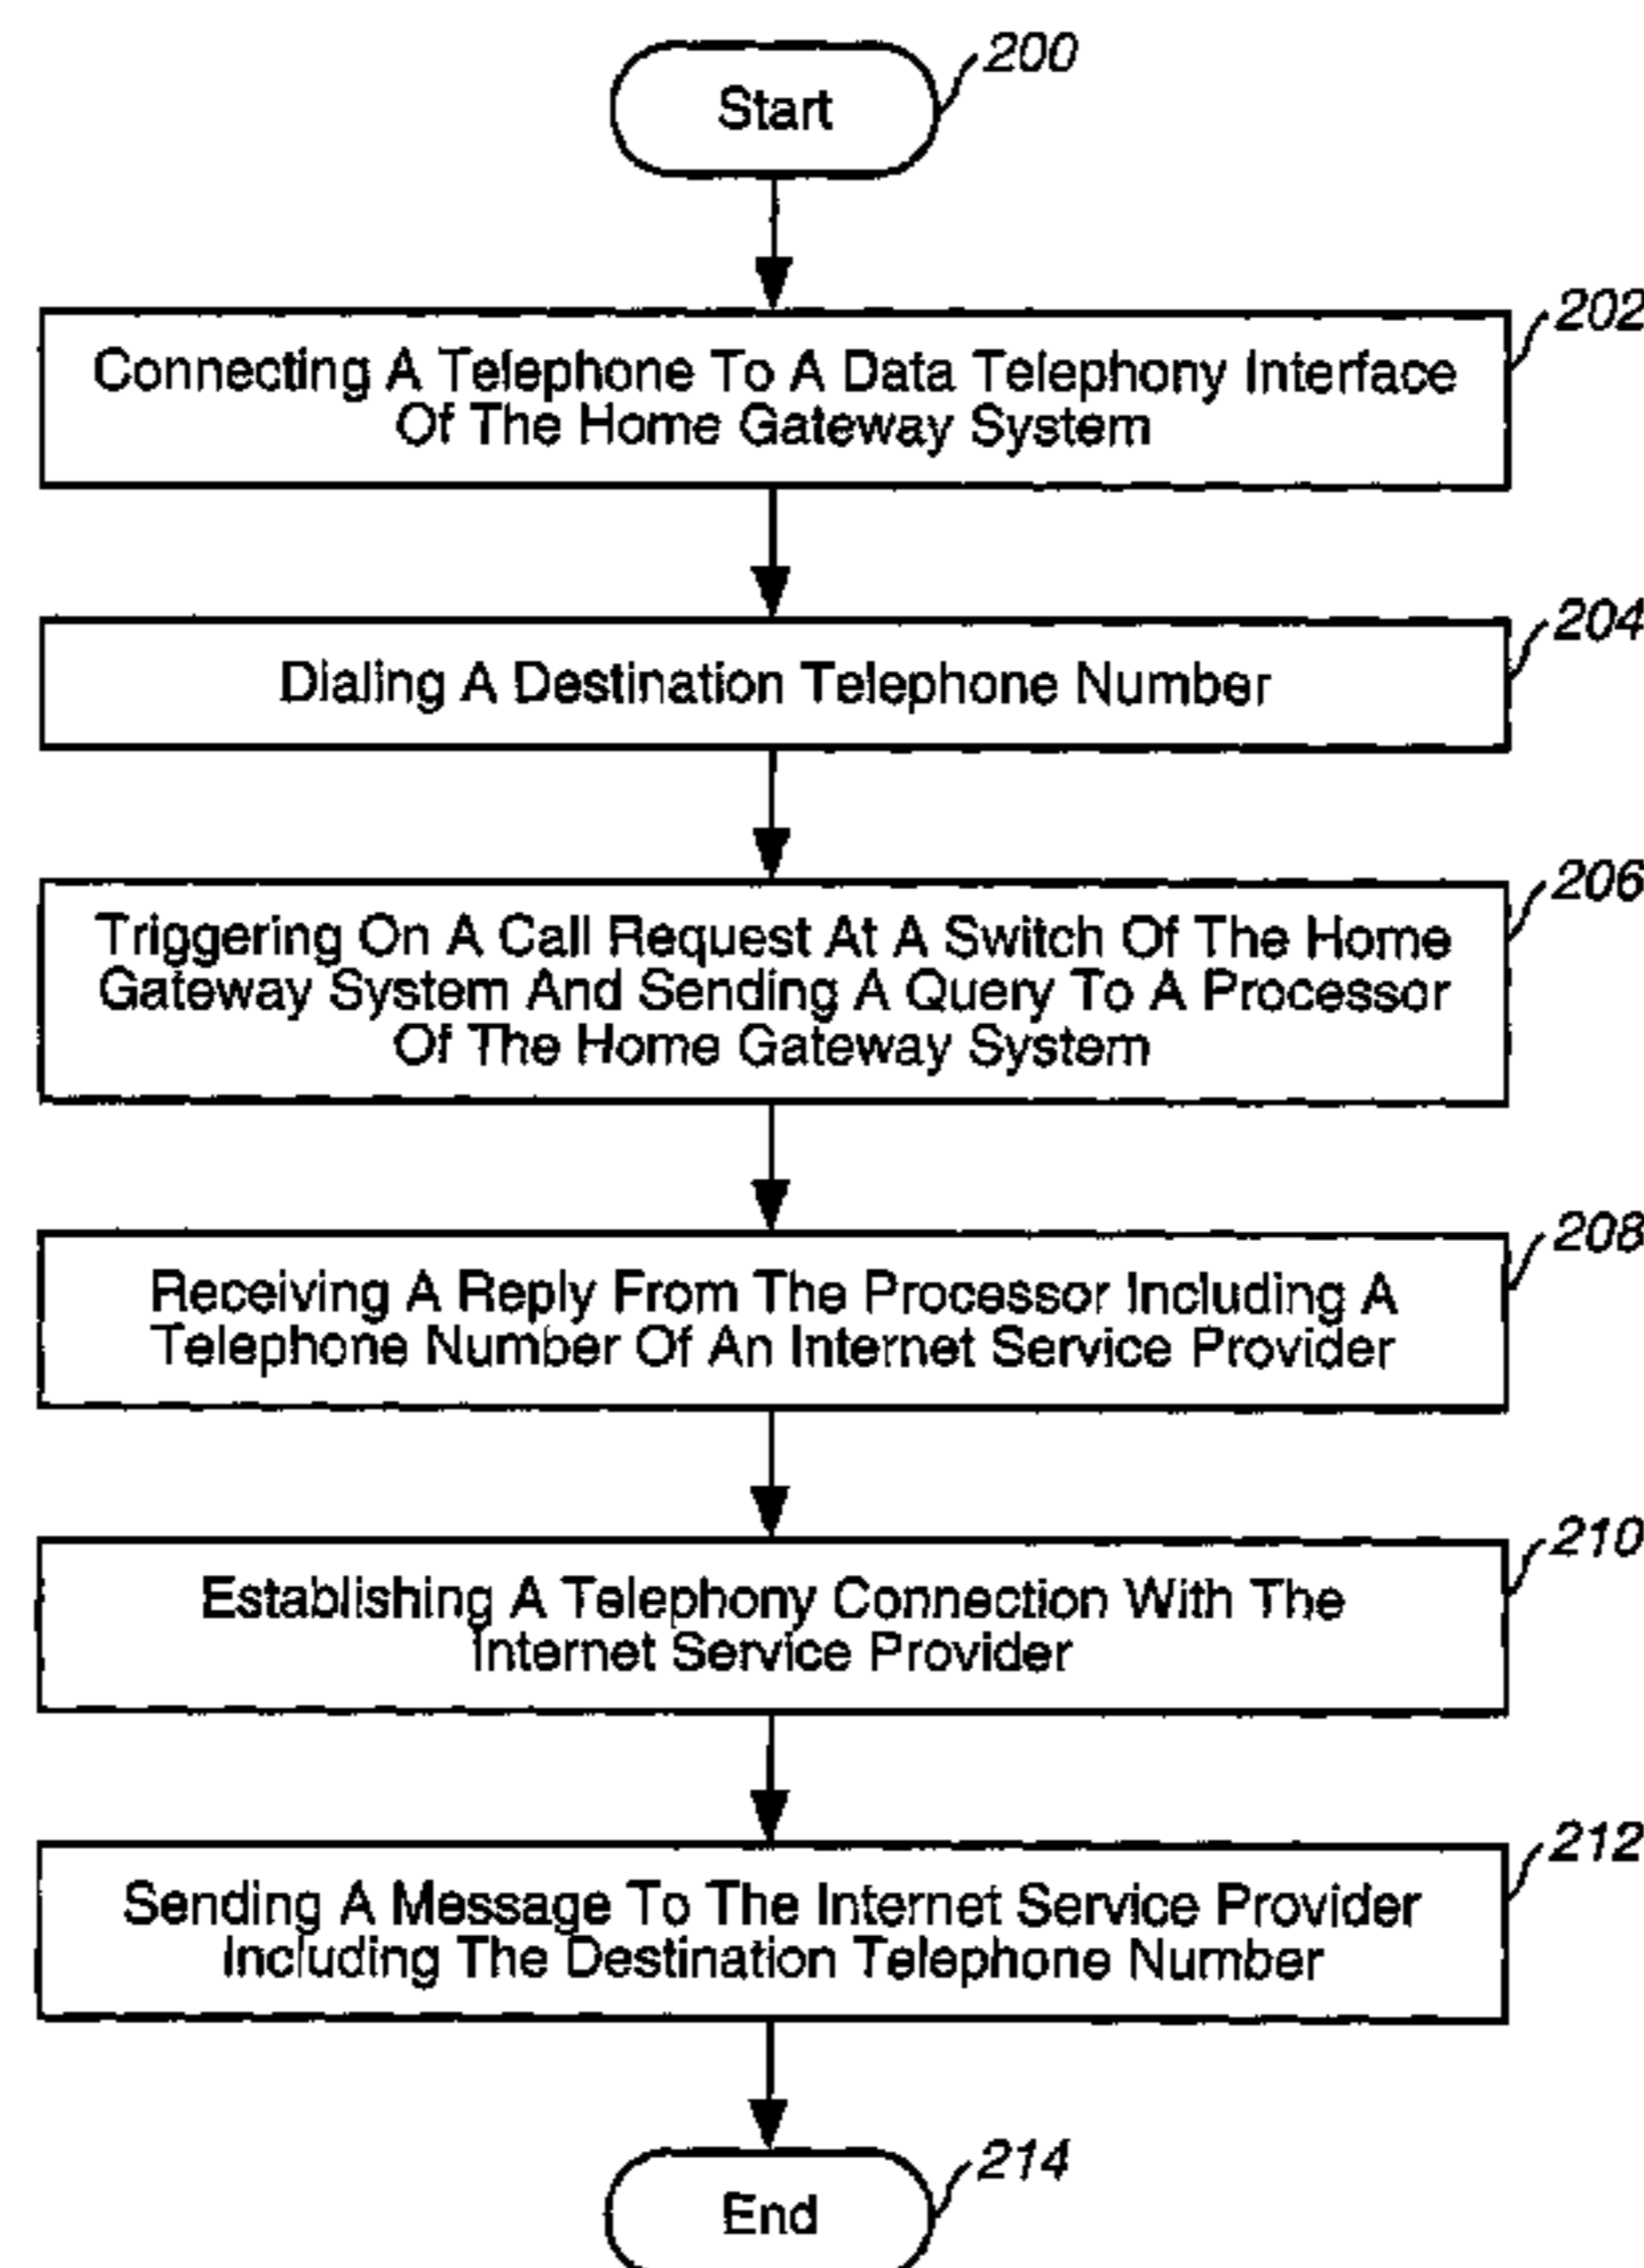 Start
200
202
Connecting A Telephone To A Data Telephony Interface
Of The Home Gateway System
204
Dialing A Destination Telephone Number
206
Triggering On A Call Request At A Switch Of The Home
Gateway System And Sending A Query To A Processor
Of The Home Gateway System
208
Receiving A Reply From The Processor Including A
Telephone Number Of An Internet Service Provider
210
Establishing A Telephony Connection With The
Internet Service Provider
212
Sending A Message To The Internet Service Provider
Including The Destination Telephone Number
214
End